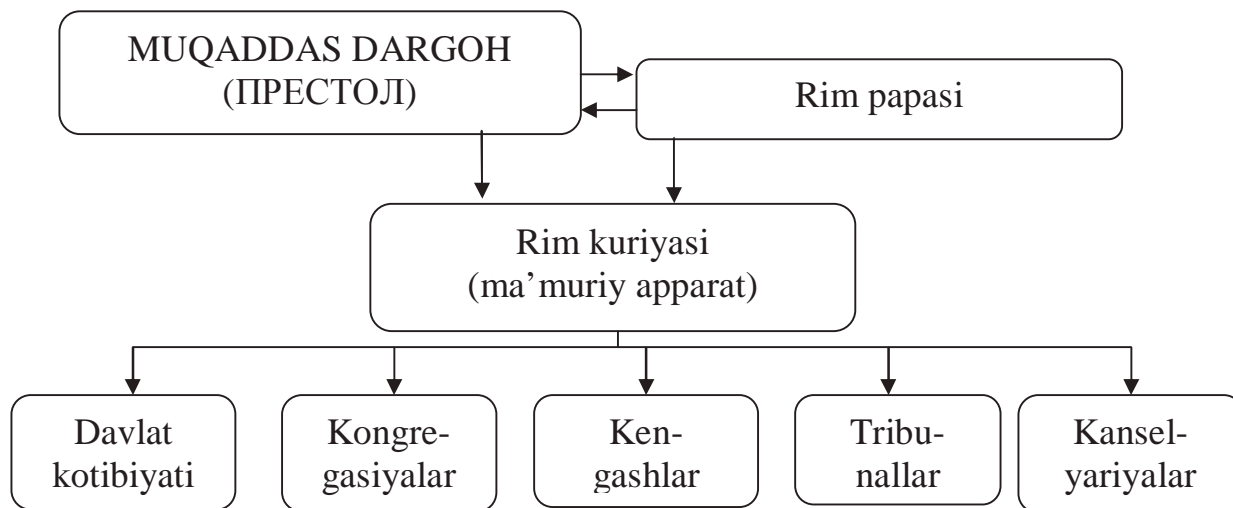 MUQADDAS DARGOH
(ПРЕСТОЛ)
Rim papasi
Rim kuriyasi
(ma’muriy apparat)
Davlat
kotibiyati
Kongre-
gasiyalar
Ken-
gashlar
Tribu-
nallar
Kansel-
yariyalar